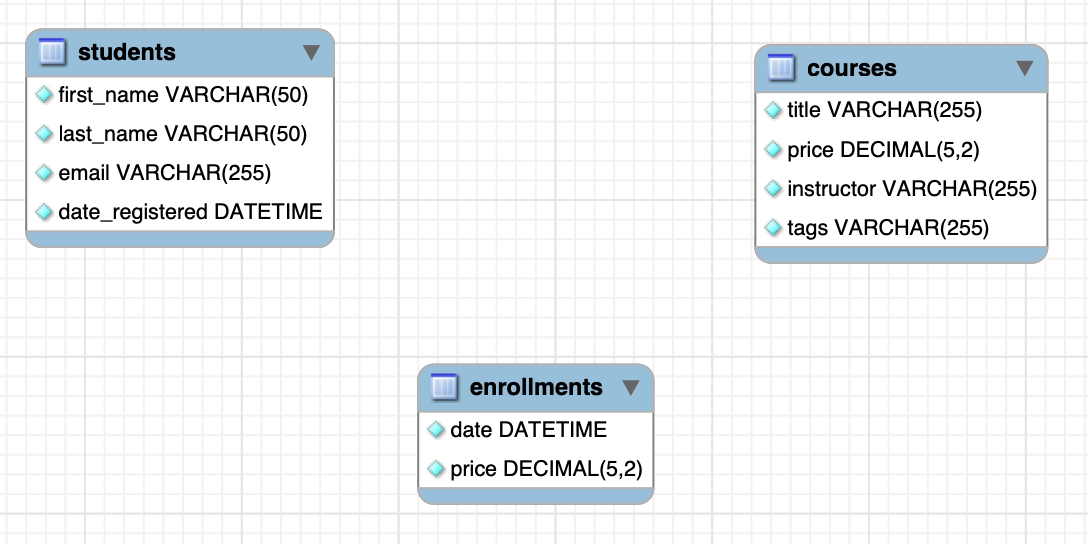 students
first_name VARCHAR(50)
last_name VARCHAR(50)
email VARCHAR(255)
date_registered DATETIME
courses
title VARCHAR(255)
price DECIMAL(5,2)
instructor VARCHAR(255)
tags VARCHAR(255)
enrollments
date DATETIME
price DECIMAL(5,2)